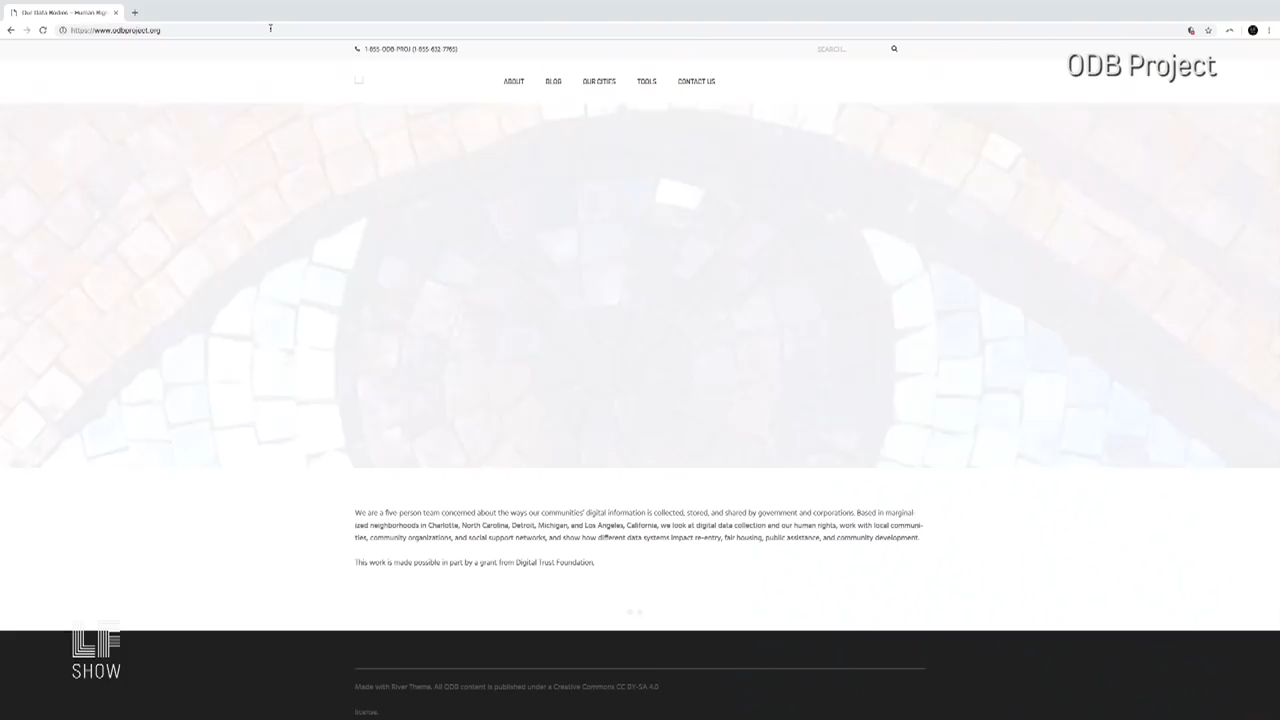 Our Data Bodies – Human Rig
https://www.odbproject.org
1-855-ODB-PROJ (1-855-632-7765)
SEARCH...
ODB Project
ABOUT BLOG OUR CITIES TOOLS CONTACT US
We are a five-person team concerned about the ways our communities' digital information is collected, stored, and shared by government and corporations. Based in marginal-
ized neighborhoods in Charlotte, North Carolina, Detroit, Michigan, and Los Angeles, California, we look at digital data collection and our human rights, work with local communi-
ties, community organizations, and social support networks, and show how different data systems impact re-entry, fair housing, public assistance, and community development.
This work is made possible in part by a grant from Digital Trust Foundation.
LF
SHOW
Made with River Theme. All ODB content is published under a Creative Commons CC BY-SA 4.0
license.